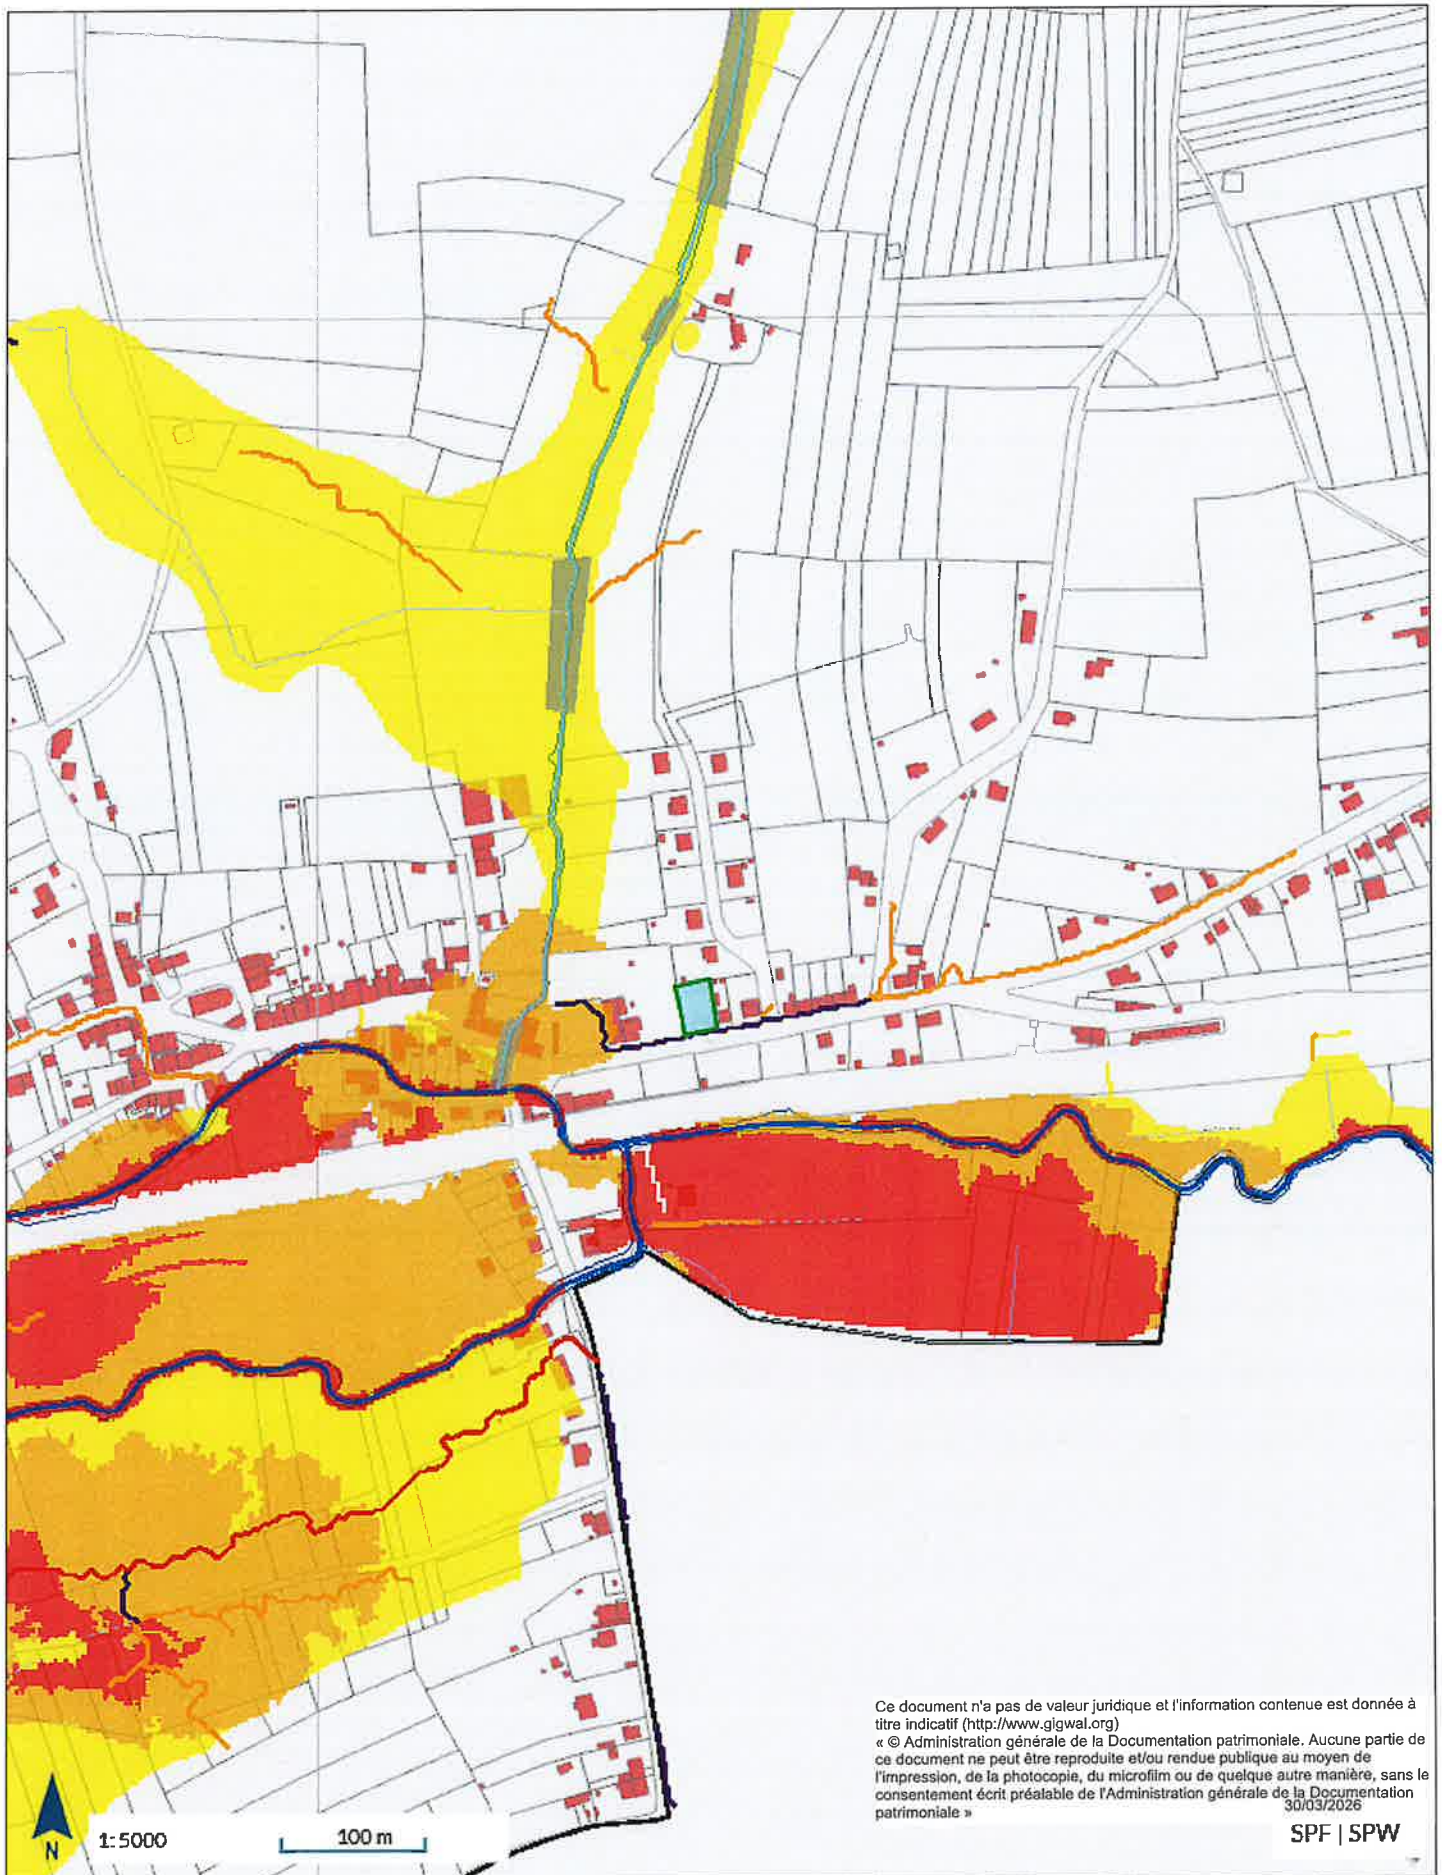 Ce document n'a pas de valeur juridique et l'information contenue est donnée à
titre indicatif (http://www.gigwal.org)
« © Administration générale de la Documentation patrimoniale. Aucune partie de
ce document ne peut être reproduite et/ou rendue publique au moyen de
l'impression, de la photocopie, du microfilm ou de quelque autre manière, sans le
consentement écrit préalable de l'Administration générale de la Documentation
patrimoniale »
30/03/2026
SPF | SPW
N
1:5000
100 m